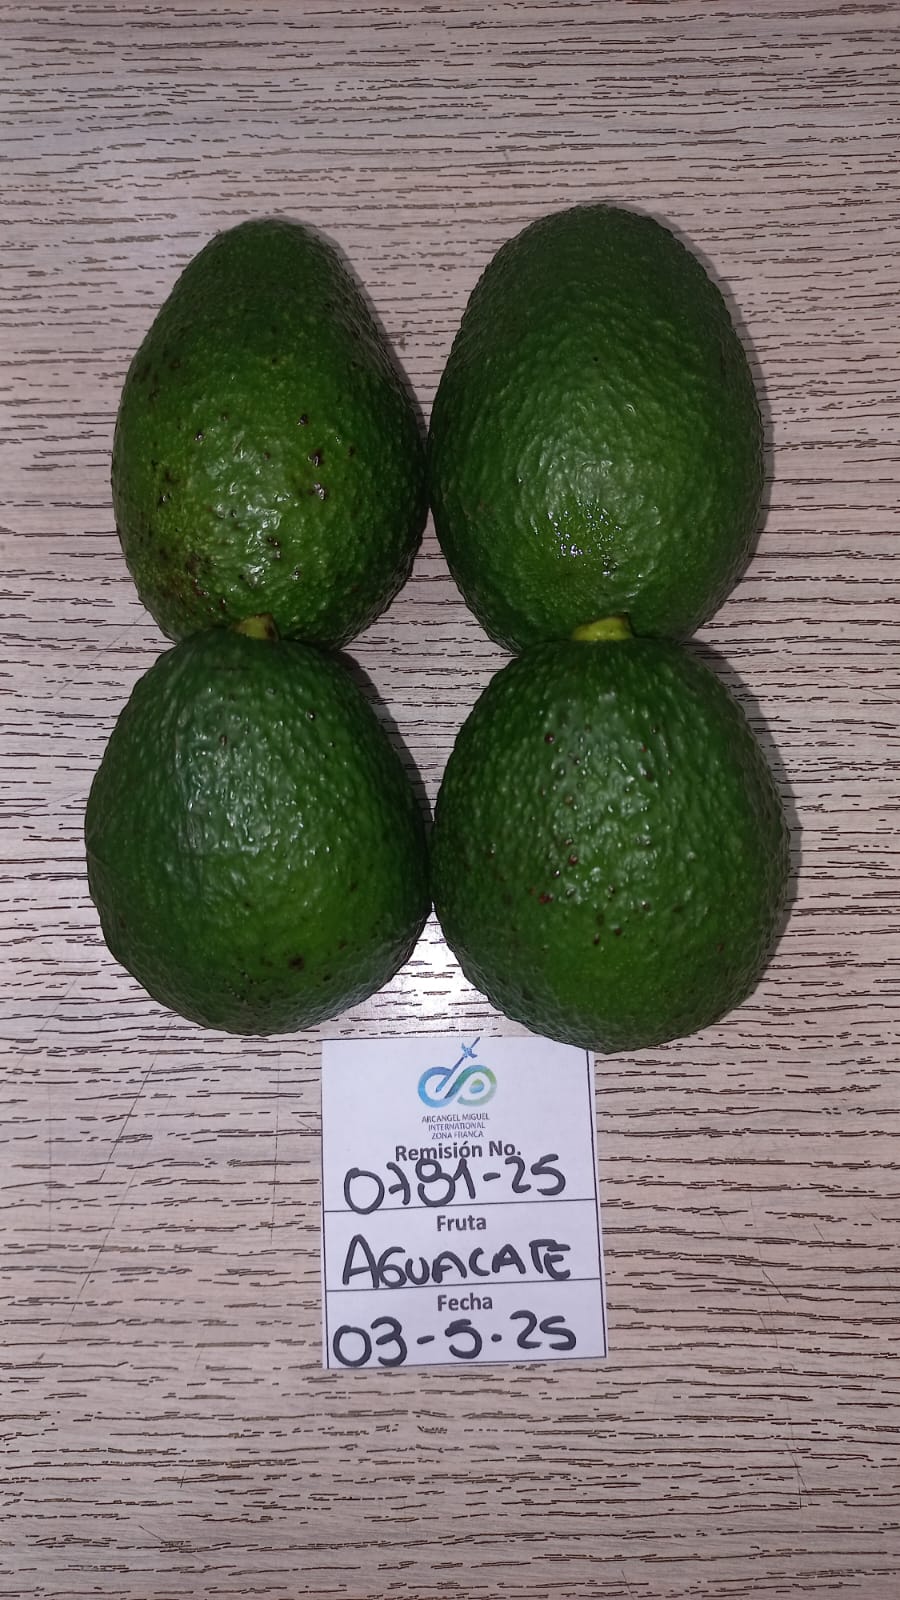 ARCANGEL MIGUEL
INTERNATIONAL
ZONA FRANCA
Remisión No.
0781-25
Fruta
AGUACATE
Fecha
03-5-25